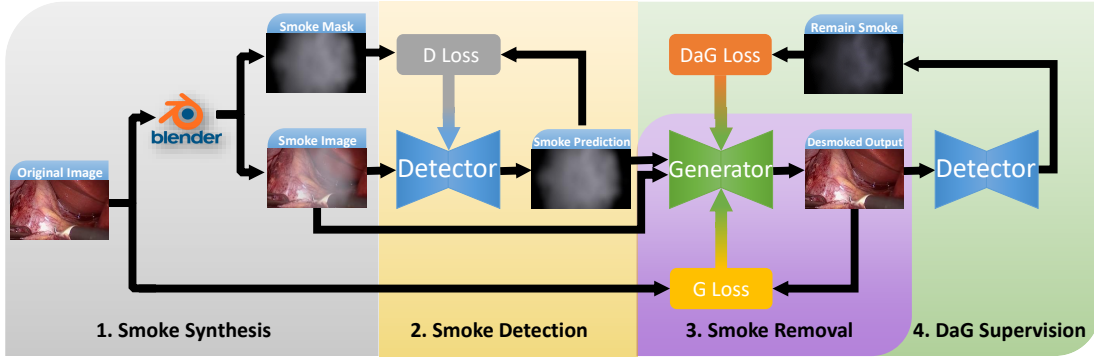 Smoke Mask
D Loss
DaG Loss
Remain Smoke
blender
Smoke Image
Original Image
Detector
Smoke Prediction
Generator
Desmoked Output
Detector
G Loss
1. Smoke Synthesis
2. Smoke Detection
3. Smoke Removal
4. DaG Supervision